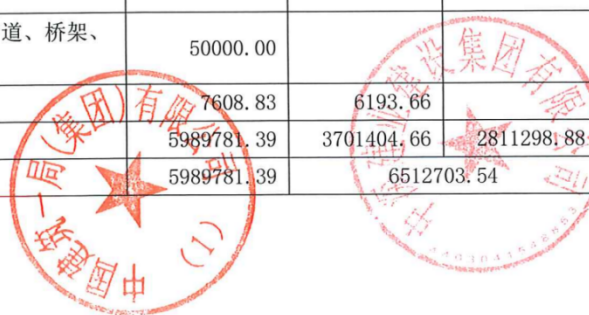 道、桥架、
50000.00
7608.83 6193.66
5989781.39 3701404.66 2811298.88
5989781.39 6512703.54
中国建筑一局(集团)有限公司
(1)
建设集团有限公司